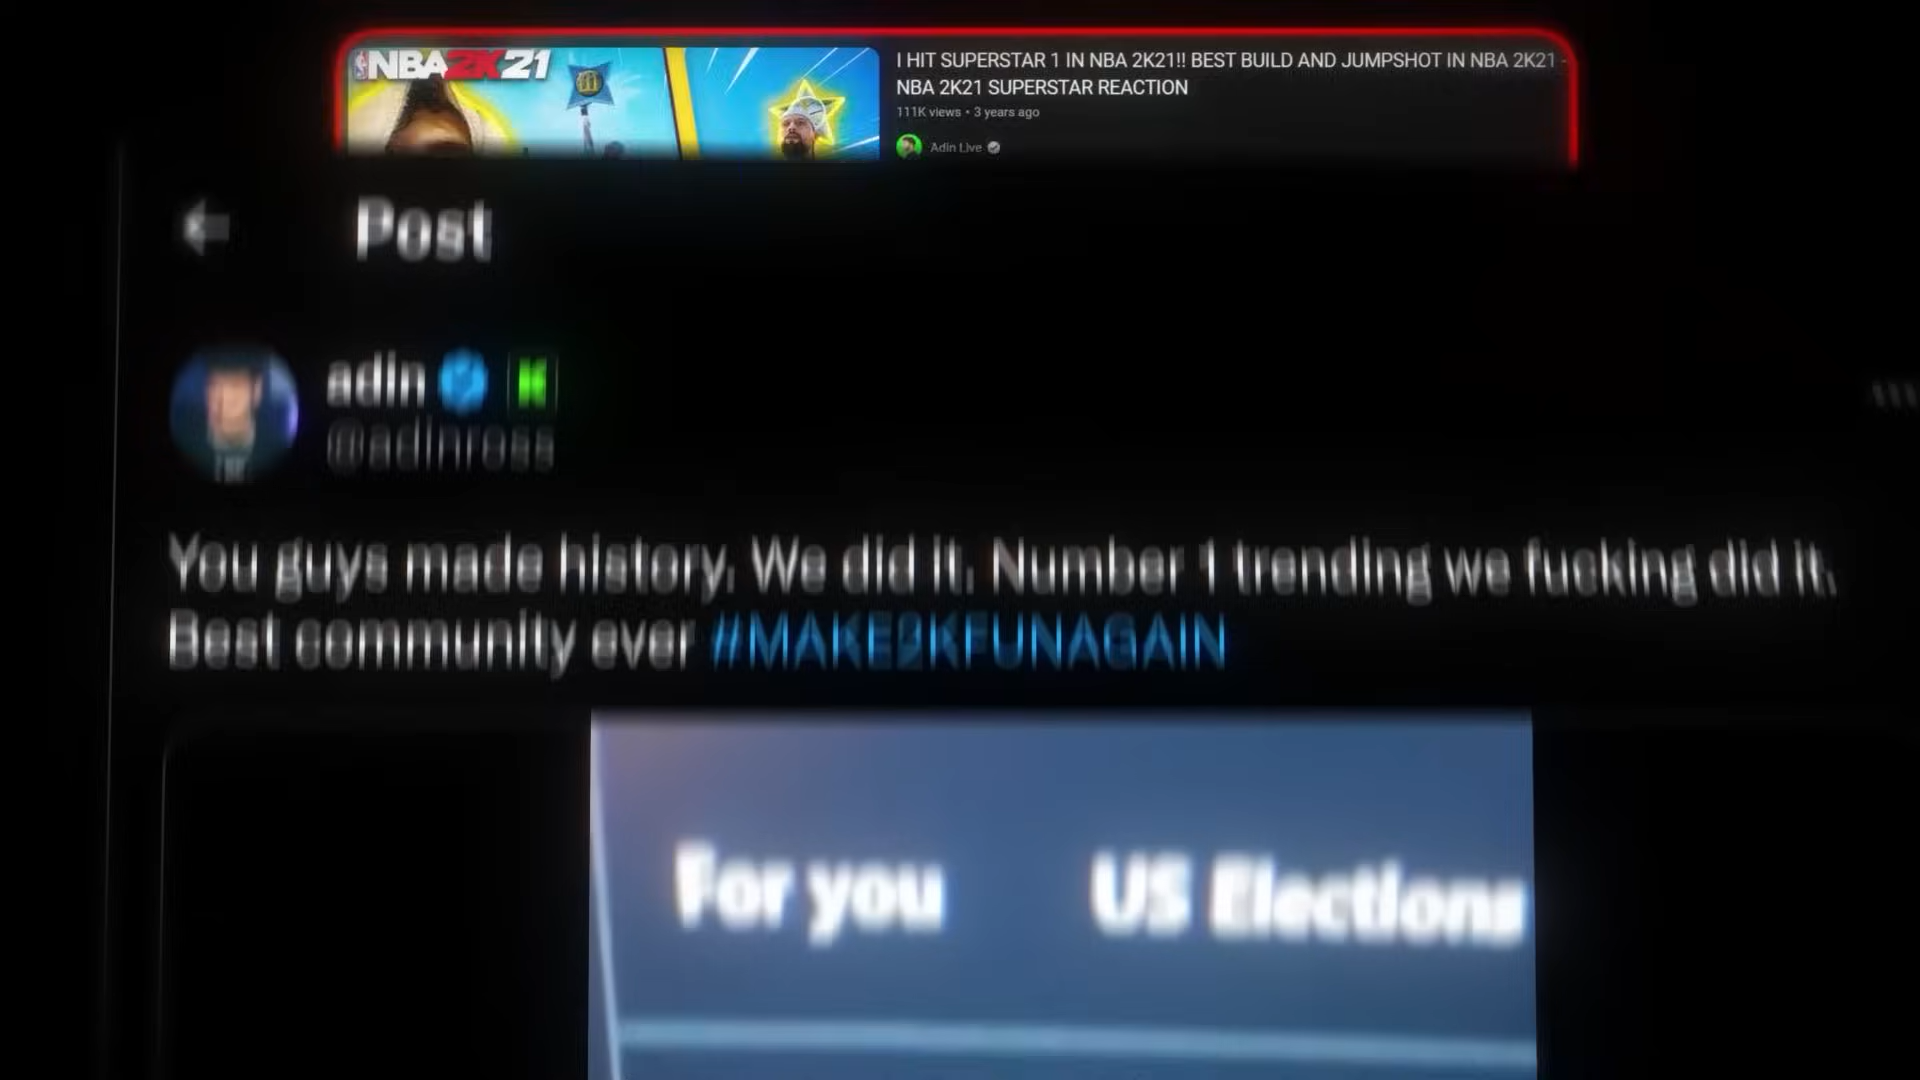 NBA2K21
I HIT SUPERSTAR 1 IN NBA 2K21!! BEST BUILD AND JUMPSHOT IN NBA 2K21 -
NBA 2K21 SUPERSTAR REACTION
111K views • 3 years ago
Adin Live
Post
adin
@adinross
You guys made history. We did it. Number 1 trending we fucking did it.
Best community ever #MAKE2KFUNAGAIN
For you US Elections